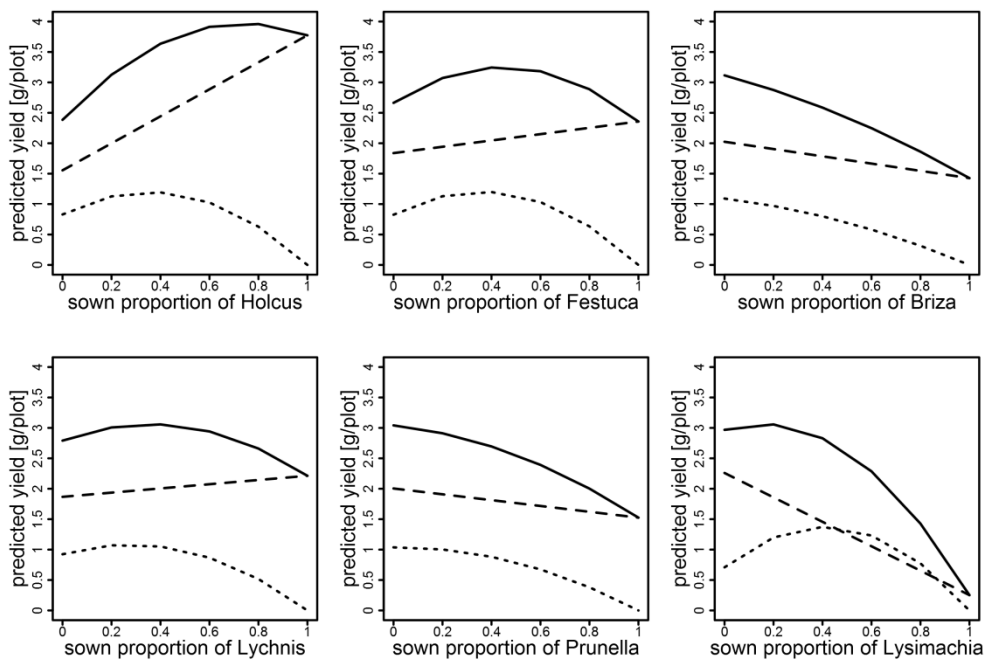 predicted yield [g/plot]
0 0.5 1 1.5 2 2.5 3 3.5 4
0 0.2 0.4 0.6 0.8 1
sown proportion of Holcus
predicted yield [g/plot]
0 0.5 1 1.5 2 2.5 3 3.5 4
0 0.2 0.4 0.6 0.8 1
sown proportion of Festuca
predicted yield [g/plot]
0 0.5 1 1.5 2 2.5 3 3.5 4
0 0.2 0.4 0.6 0.8 1
sown proportion of Briza
predicted yield [g/plot]
0 0.5 1 1.5 2 2.5 3 3.5 4
0 0.2 0.4 0.6 0.8 1
sown proportion of Lychnis
predicted yield [g/plot]
0 0.5 1 1.5 2 2.5 3 3.5 4
0 0.2 0.4 0.6 0.8 1
sown proportion of Prunella
predicted yield [g/plot]
0 0.5 1 1.5 2 2.5 3 3.5 4
0 0.2 0.4 0.6 0.8 1
sown proportion of Lysimachia